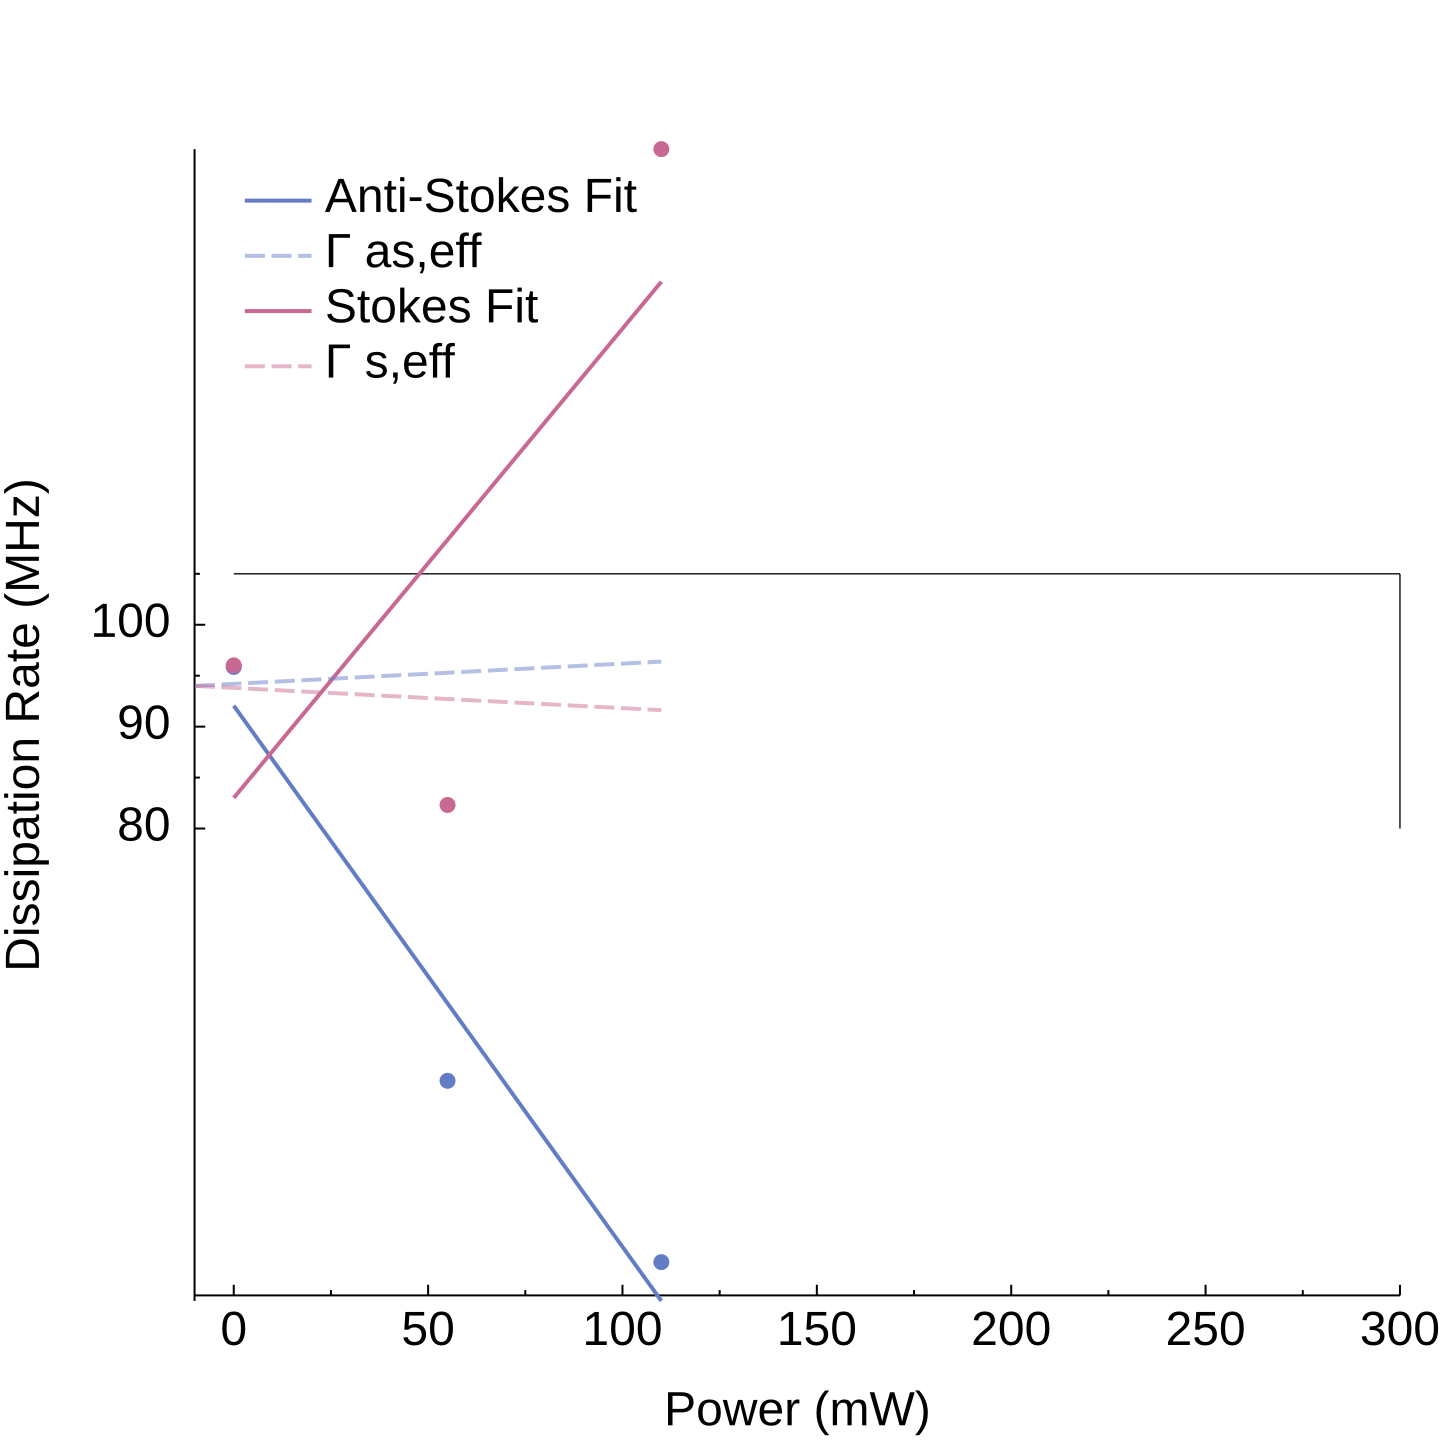 Anti-Stokes Fit
Γ as,eff
Stokes Fit
Γ s,eff
Dissipation Rate (MHz)
100
90
80
0 50 100 150 200 250 300
Power (mW)